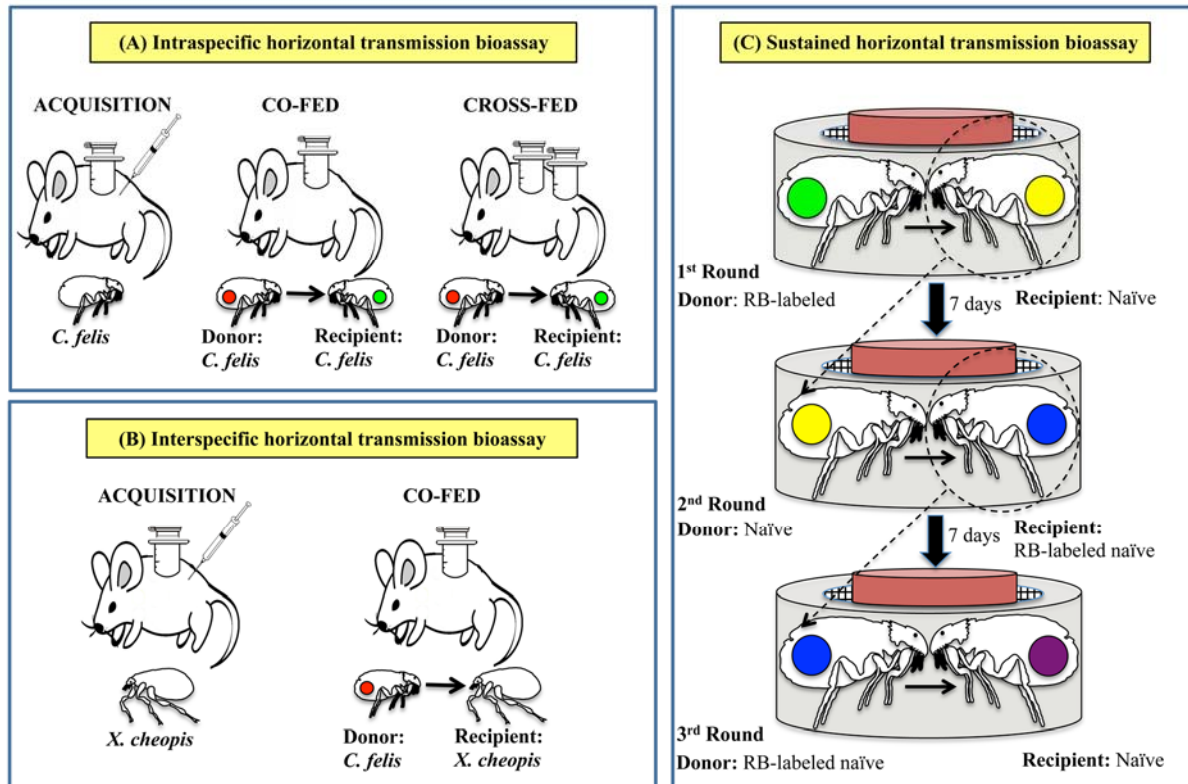 (A) Intraspecific horizontal transmission bioassay
ACQUISITION
CO-FED
CROSS-FED
C. felis
Donor:
C. felis
Recipient:
C. felis
Donor:
C. felis
Recipient:
C. felis
(B) Interspecific horizontal transmission bioassay
ACQUISITION
CO-FED
X. cheopis
Donor:
C. felis
Recipient:
X. cheopis
(C) Sustained horizontal transmission bioassay
1st Round
Donor: RB-labeled
Recipient: Naïve
7 days
2nd Round
Donor: Naïve
Recipient:
RB-labeled naïve
7 days
3rd Round
Donor: RB-labeled naïve
Recipient: Naïve